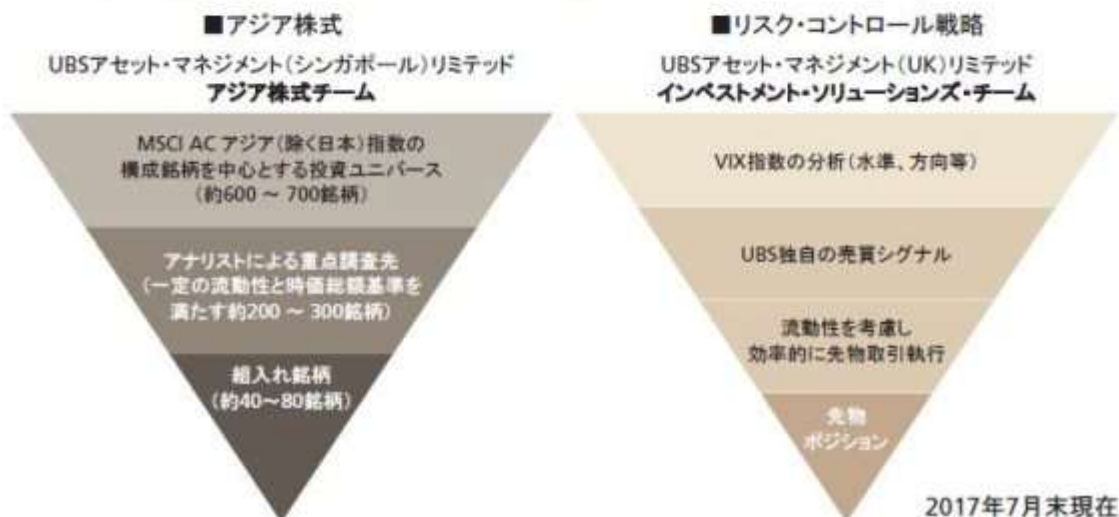 ■アジア株式
UBSアセット・マネジメント(シンガポール)リミテッド
アジア株式チーム
MSCI AC アジア(除く日本)指数の
構成銘柄を中心とする投資ユニバース
(約600 ~ 700銘柄)
アナリストによる重点調査先
(一定の流動性と時価総額基準を
満たす約200 ~ 300銘柄)
組入れ銘柄
(約40~80銘柄)
■リスク・コントロール戦略
UBSアセット・マネジメント(UK)リミテッド
インベストメント・ソリューションズ・チーム
VIX指数の分析(水準、方向等)
UBS独自の売買シグナル
流動性を考慮し
効率的に先物取引執行
先物
ポジション
2017年7月末現在